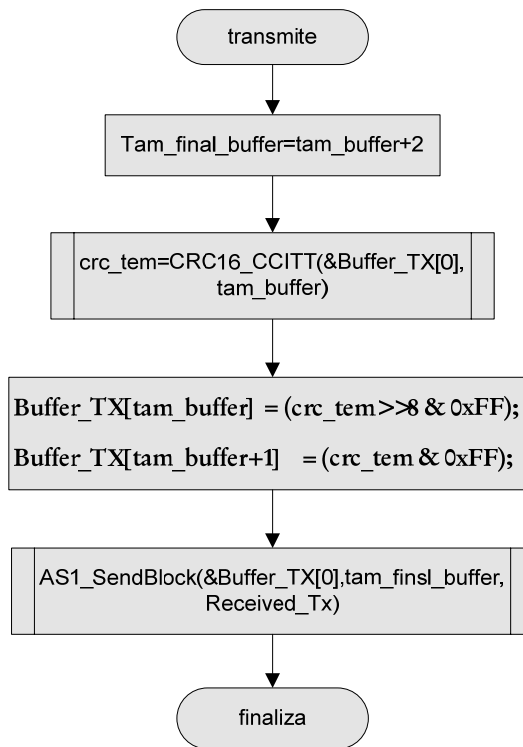 transmite
Tam_final_buffer=tam_buffer+2
crc_tem=CRC16_CCITT(&Buffer_TX[0],
tam_buffer)
Buffer_TX[tam_buffer] = (crc_tem>>8 & 0xFF);
Buffer_TX[tam_buffer+1] = (crc_tem & 0xFF);
AS1_SendBlock(&Buffer_TX[0],tam_finsl_buffer,
Received_Tx)
finaliza